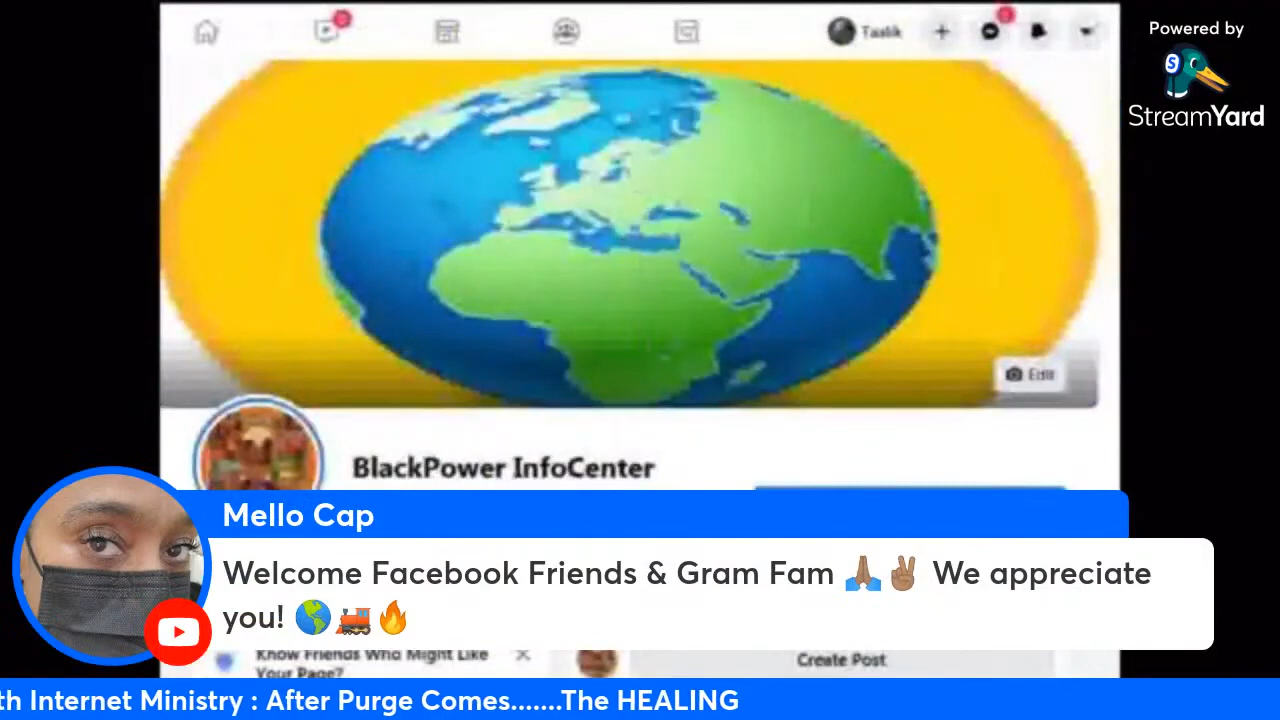 Taalik
Powered by
StreamYard
Edit
BlackPower InfoCenter
Mello Cap
Welcome Facebook Friends & Gram Fam 🙏🏽✌🏽 We appreciate
you! 🌎🚂🔥
Know Friends Who Might Like
Your Page?
Create Post
th Internet Ministry : After Purge Comes.......The HEALING